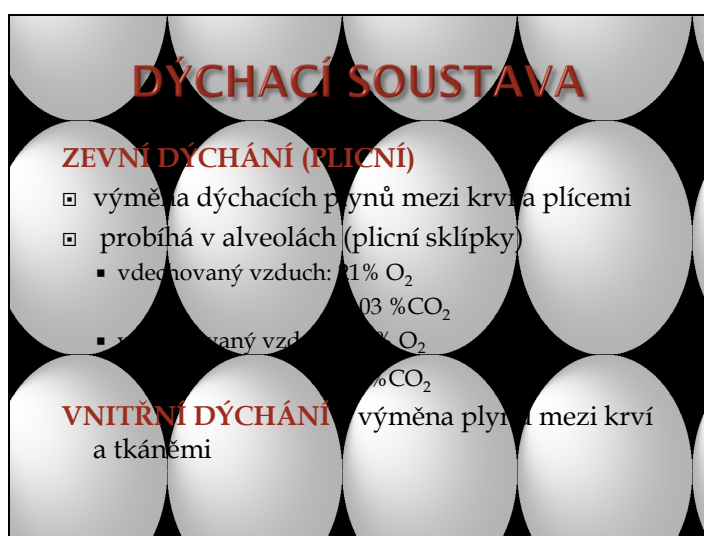 DÝCHACÍ SOUSTAVA
ZEVNÍ DÝCHÁNÍ (PLICNÍ)
výměna dýchacích plynů mezi krví a plícemi
probíhá v alveolách (plicní sklípky)
vdechovaný vzduch: 21% O₂
03 %CO₂
O₂
%CO₂
VNITŘNÍ DÝCHÁNÍ výměna plynů mezi krví
a tkáněmi